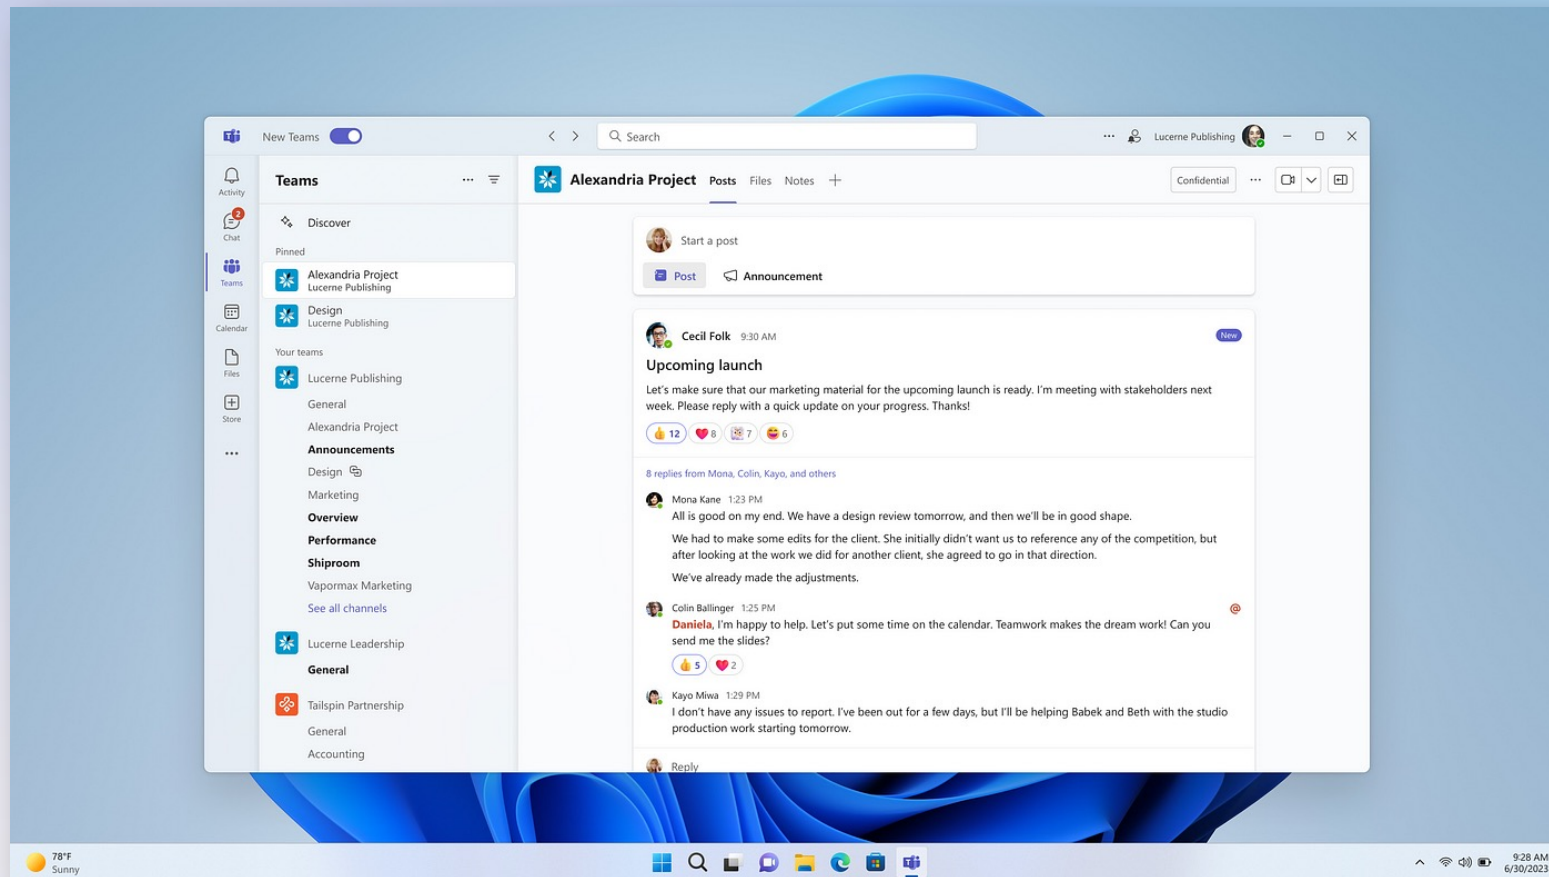 New Teams
Search
Lucerne Publishing
Activity
2
Chat
Teams
Calendar
Files
Store
Teams
Discover
Pinned
Alexandria Project
Lucerne Publishing
Design
Lucerne Publishing
Your teams
Lucerne Publishing
General
Alexandria Project
Announcements
Design
Marketing
Overview
Performance
Shiproom
Vapormax Marketing
See all channels
Lucerne Leadership
General
Tailspin Partnership
General
Accounting
Alexandria Project Posts Files Notes
Confidential
Start a post
Post Announcement
Cecil Folk 9:30 AM
New
Upcoming launch
Let's make sure that our marketing material for the upcoming launch is ready. I'm meeting with stakeholders next
week. Please reply with a quick update on your progress. Thanks!
12 8 7 6
8 replies from Mona, Colin, Kayo, and others
Mona Kane 1:23 PM
All is good on my end. We have a design review tomorrow, and then we'll be in good shape.
We had to make some edits for the client. She initially didn't want us to reference any of the competition, but
after looking at the work we did for another client, she agreed to go in that direction.
We've already made the adjustments.
Colin Ballinger 1:25 PM @
Daniela, I'm happy to help. Let's put some time on the calendar. Teamwork makes the dream work! Can you
send me the slides?
5 2
Kayo Miwa 1:29 PM
I don't have any issues to report. I've been out for a few days, but I'll be helping Babek and Beth with the studio
production work starting tomorrow.
Reply
78°F
Sunny
9:28 AM
6/30/2023